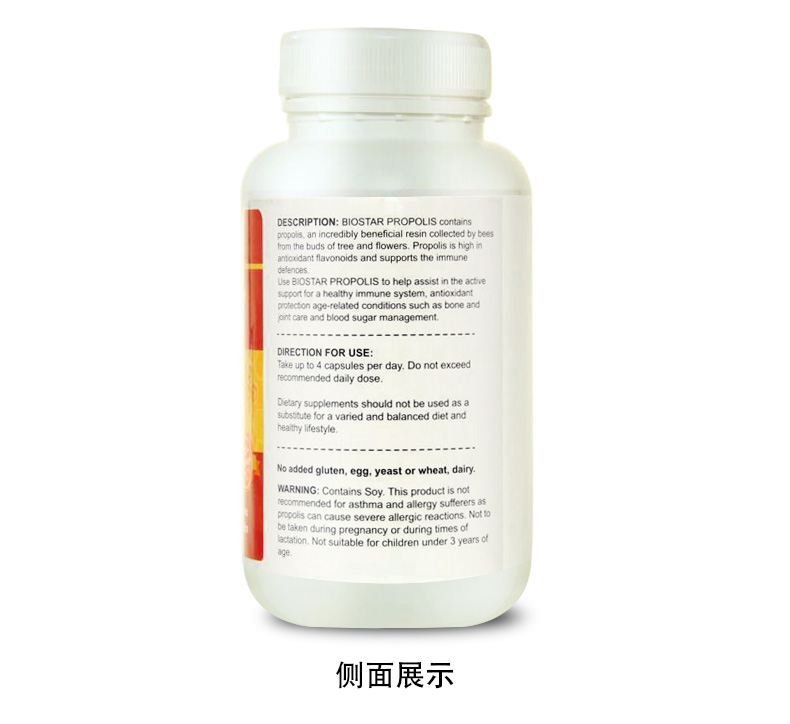 DESCRIPTION: BIOSTAR PROPOLIS contains
propolis, an incredibly beneficial resin collected by bees
from the buds of tree and flowers. Propolis is high in
antioxidant flavonoids and supports the immune
defences.
Use BIOSTAR PROPOLIS to help assist in the active
support for a healthy immune system, antioxidant
protection age-related conditions such as bone and
joint care and blood sugar management.
DIRECTION FOR USE:
Take up to 4 capsules per day. Do not exceed
recommended daily dose.
Dietary supplements should not be used as a
substitute for a varied and balanced diet and
healthy lifestyle.
No added gluten, egg, yeast or wheat, dairy.
WARNING: Contains Soy. This product is not
recommended for asthma and allergy sufferers as
propolis can cause severe allergic reactions. Not to
be taken during pregnancy or during times of
lactation. Not suitable for children under 3 years of
age.
侧面展示